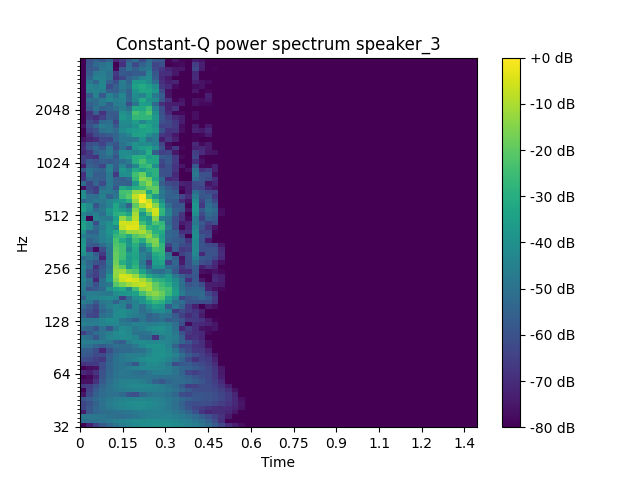 Constant-Q power spectrum speaker_3
Hz
2048
1024
512
256
128
64
32
0 0.15 0.3 0.45 0.6 0.75 0.9 1.1 1.2 1.4
Time
+0 dB
-10 dB
-20 dB
-30 dB
-40 dB
-50 dB
-60 dB
-70 dB
-80 dB